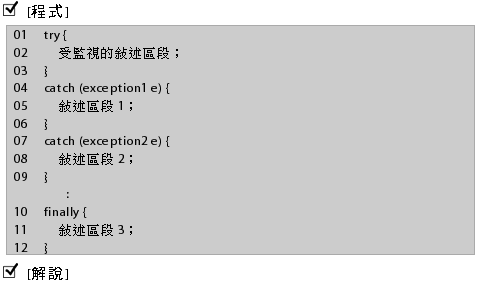 [程式]
01 try {
02 受監視的敍述區段；
03 }
04 catch (exception1 e) {
05 敍述區段 1；
06 }
07 catch (exception2 e) {
08 敍述區段 2；
09 }
：
10 finally {
11 敍述區段 3；
12 }
[解說]